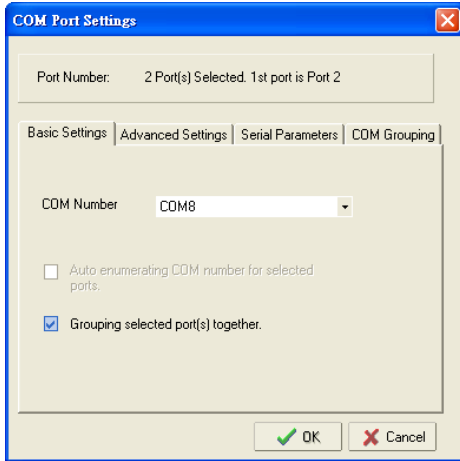 COM Port Settings
Port Number: 2 Port(s) Selected. 1st port is Port 2
Basic Settings Advanced Settings Serial Parameters COM Grouping
COM Number COM8
Auto enumerating COM number for selected
ports.
Grouping selected port(s) together.
OK Cancel